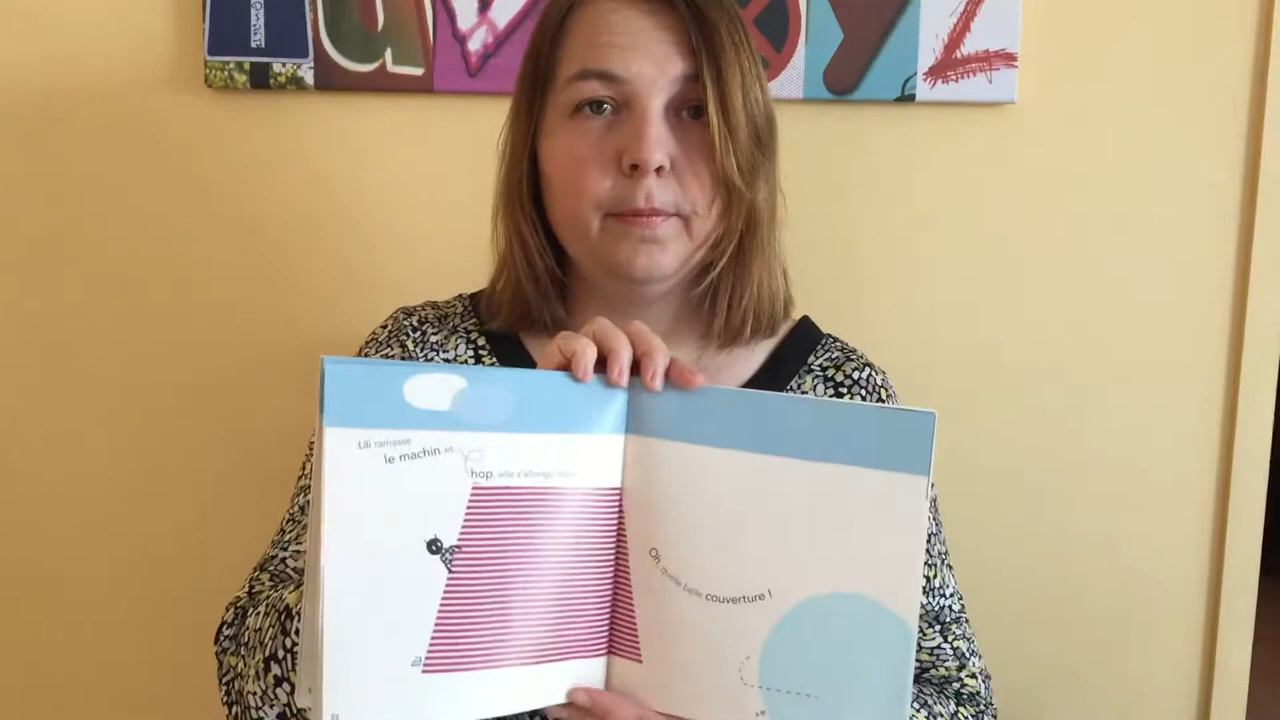 Lili ramasse
le machin et
hop, elle s'allonge
Oh quelle belle couverture !